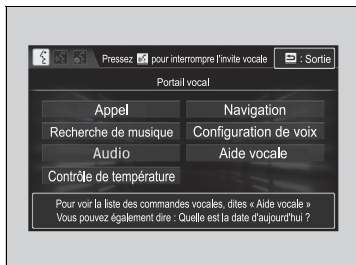 Pressez pour interrompre l'invite vocale : Sortie
Portail vocal
Appel Navigation
Recherche de musique Configuration de voix
Audio Aide vocale
Contrôle de température
Pour voir la liste des commandes vocales, dites « Aide vocale »
Vous pouvez également dire : Quelle est la date d'aujourd'hui ?